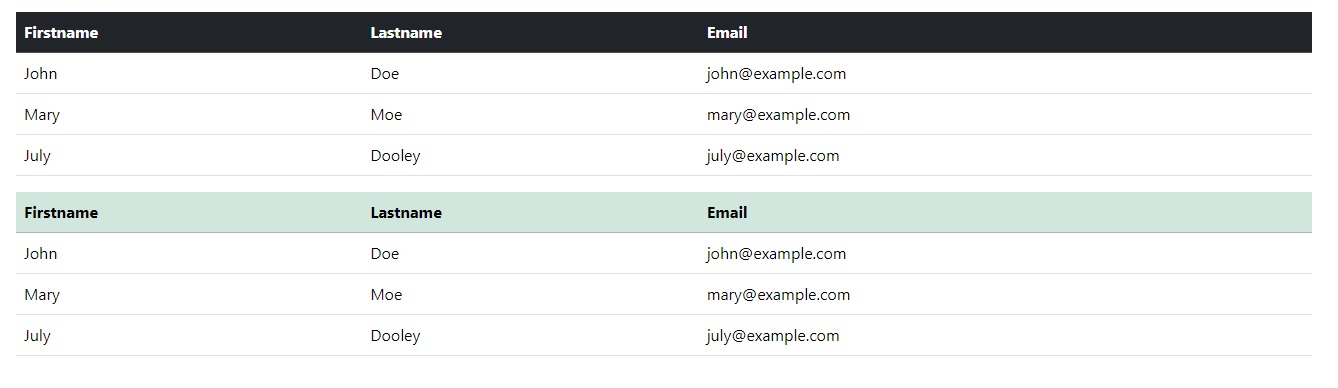 Firstname Lastname Email
John Doe john@example.com
Mary Moe mary@example.com
July Dooley july@example.com
Firstname Lastname Email
John Doe john@example.com
Mary Moe mary@example.com
July Dooley july@example.com